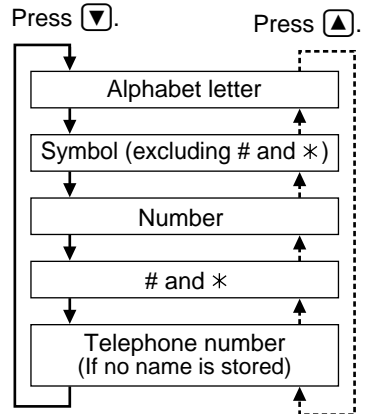 Press [▼].
Press [▲].
Alphabet letter
Symbol (excluding # and ✳)
Number
# and ✳
Telephone number
(If no name is stored)